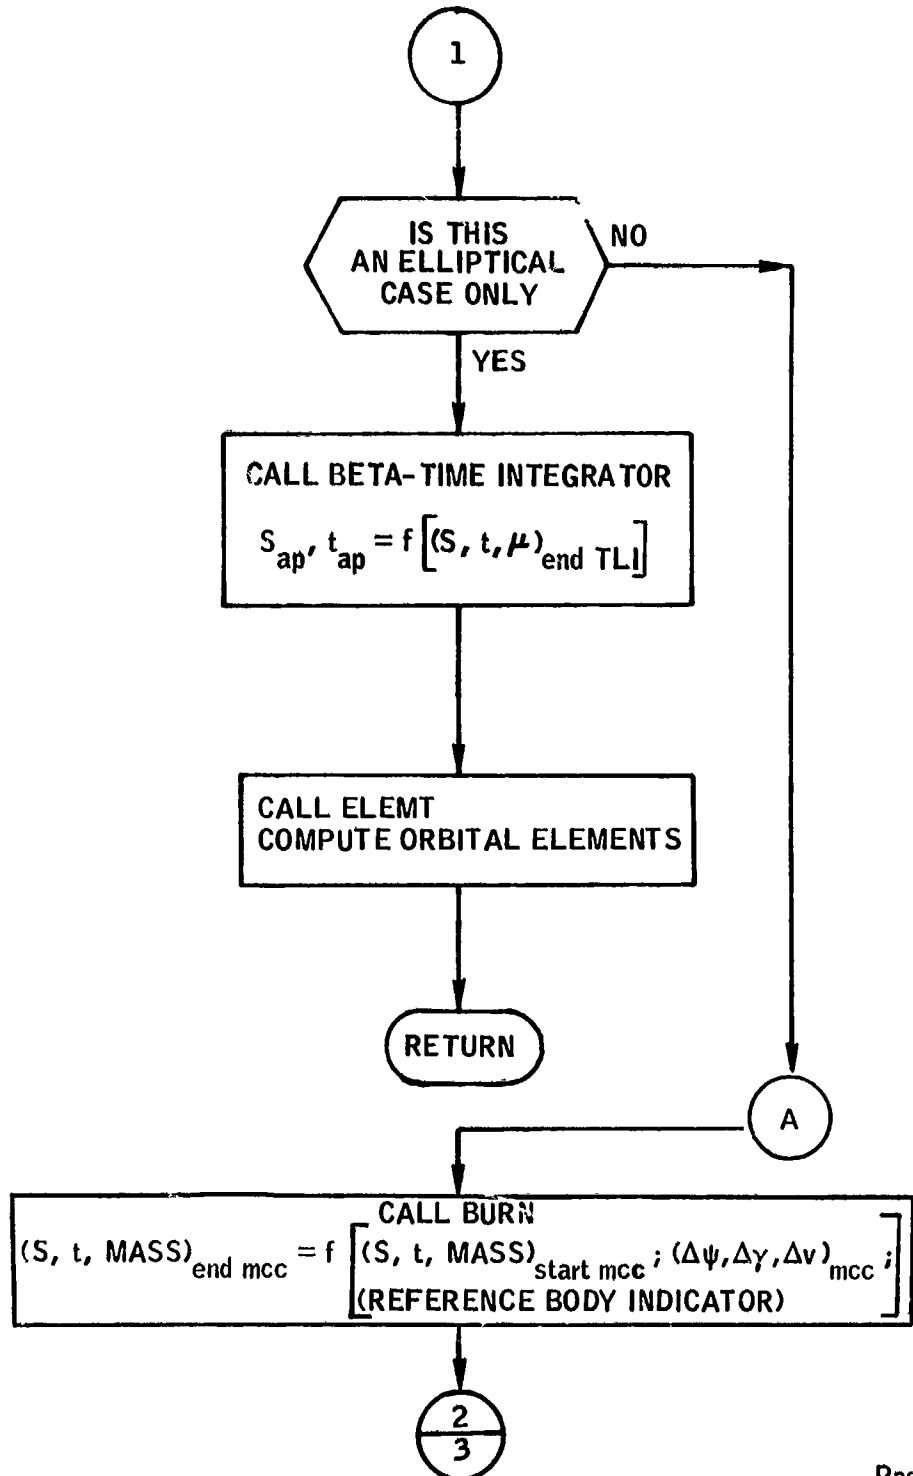 1
IS THIS
AN ELLIPTICAL
CASE ONLY
NO
YES
CALL BETA-TIME INTEGRATOR
S_ap, t_ap = f[(S, t, μ)_end TLI]
CALL ELEMT
COMPUTE ORBITAL ELEMENTS
RETURN
A
CALL BURN
(S, t, MASS)_end mcc = f[(S, t, MASS)_start mcc; (Δψ, Δγ, Δv)_mcc;
(REFERENCE BODY INDICATOR)]
2
3